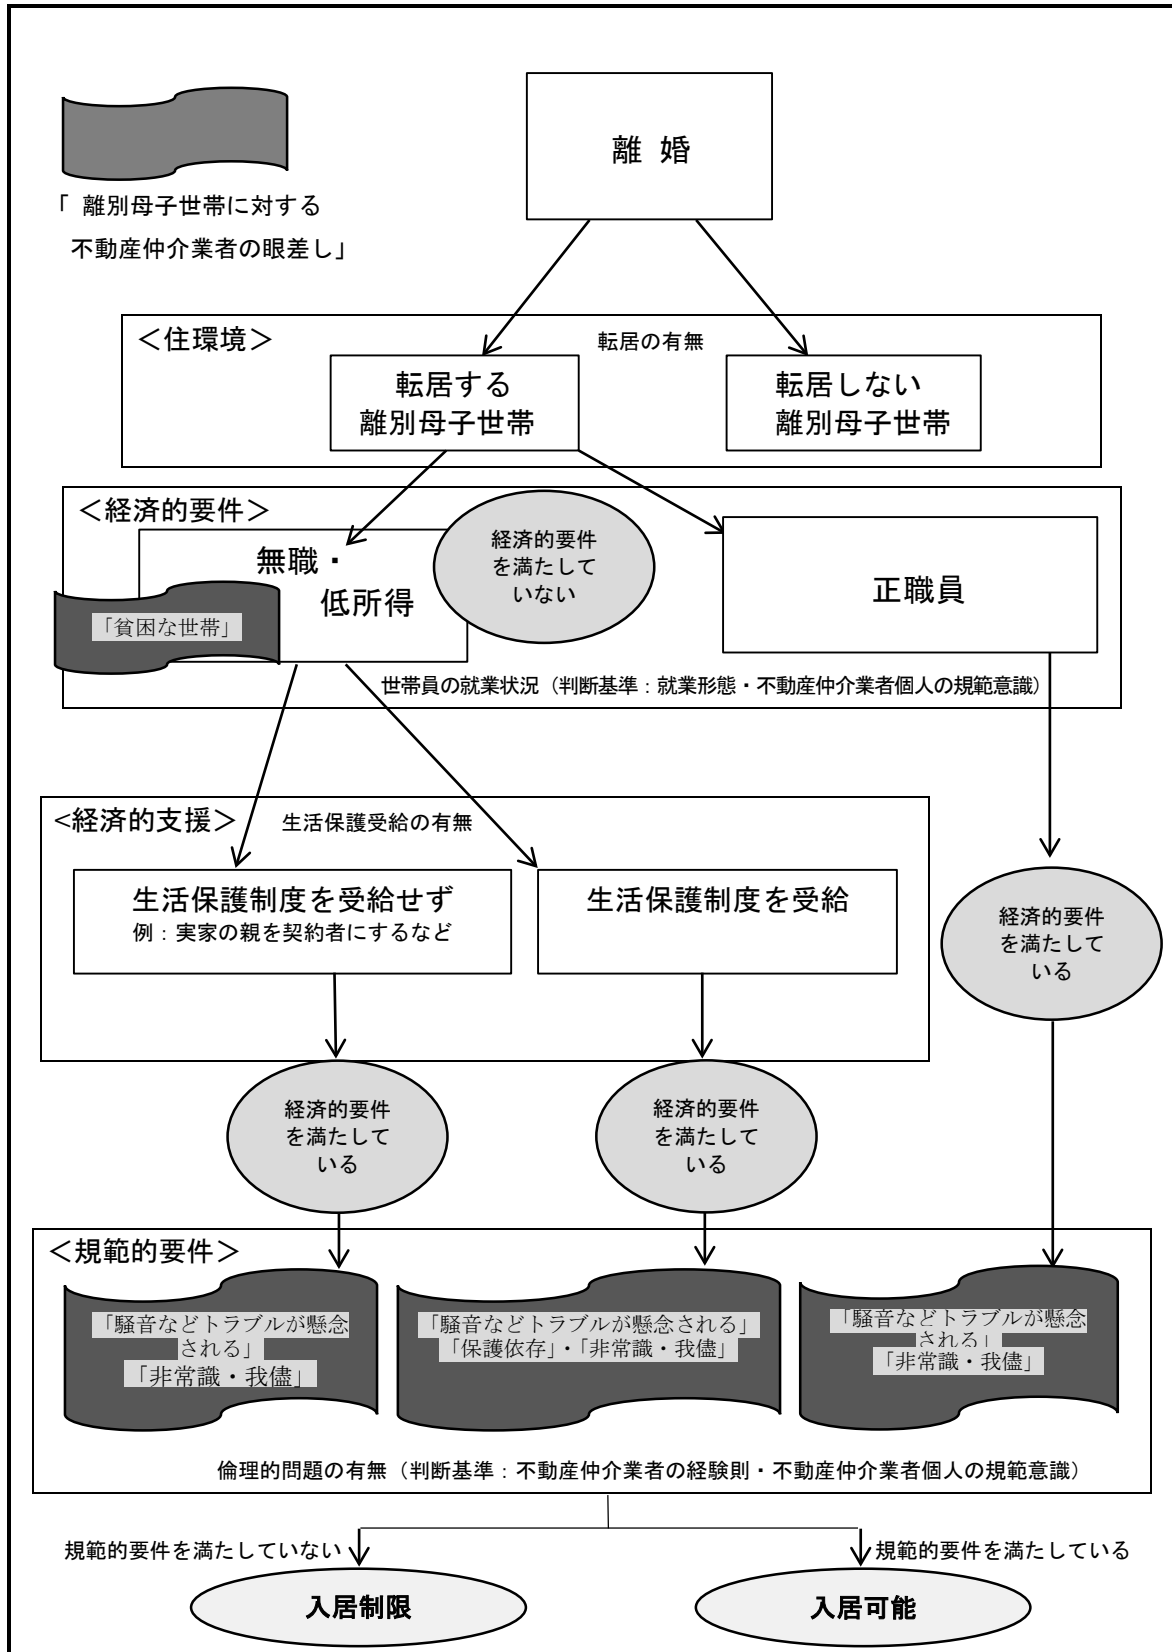 離 婚
「 離別母子世帯に対する
不動産仲介業者の眼差し」
＜住環境＞
転居の有無
転居する
離別母子世帯
転居しない
離別母子世帯
＜経済的要件＞
無職・
低所得
「貧困な世帯」
経済的要件
を満たして
いない
正職員
世帯員の就業状況（判断基準：就業形態・不動産仲介業者個人の規範意識）
<経済的支援＞
生活保護受給の有無
生活保護制度を受給せず
例：実家の親を契約者にするなど
生活保護制度を受給
経済的要件
を満たして
いる
経済的要件
を満たして
いる
経済的要件
を満たして
いる
＜規範的要件＞
「騒音などトラブルが懸念
される」
「非常識・我儘」
「騒音などトラブルが懸念される」
「保護依存」・「非常識・我儘」
「騒音などトラブルが懸念
される」
「非常識・我儘」
倫理的問題の有無（判断基準：不動産仲介業者の経験則・不動産仲介業者個人の規範意識）
規範的要件を満たしていない
規範的要件を満たしている
入居制限
入居可能